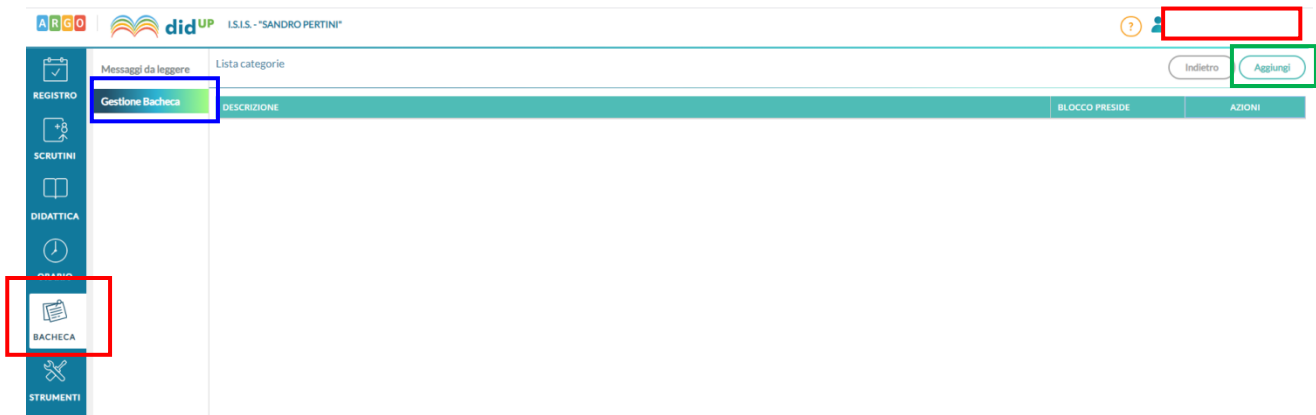 ARGO didUP I.S.I.S. - "SANDRO PERTINI" ?
Messaggi da leggere
Gestione Bacheca
Lista categorie Indietro Aggiungi
DESCRIZIONE BLOCCO PRESIDE AZIONI
REGISTRO
+8
SCRUTINI
DIDATTICA
ORARIO
BACHECA
STRUMENTI